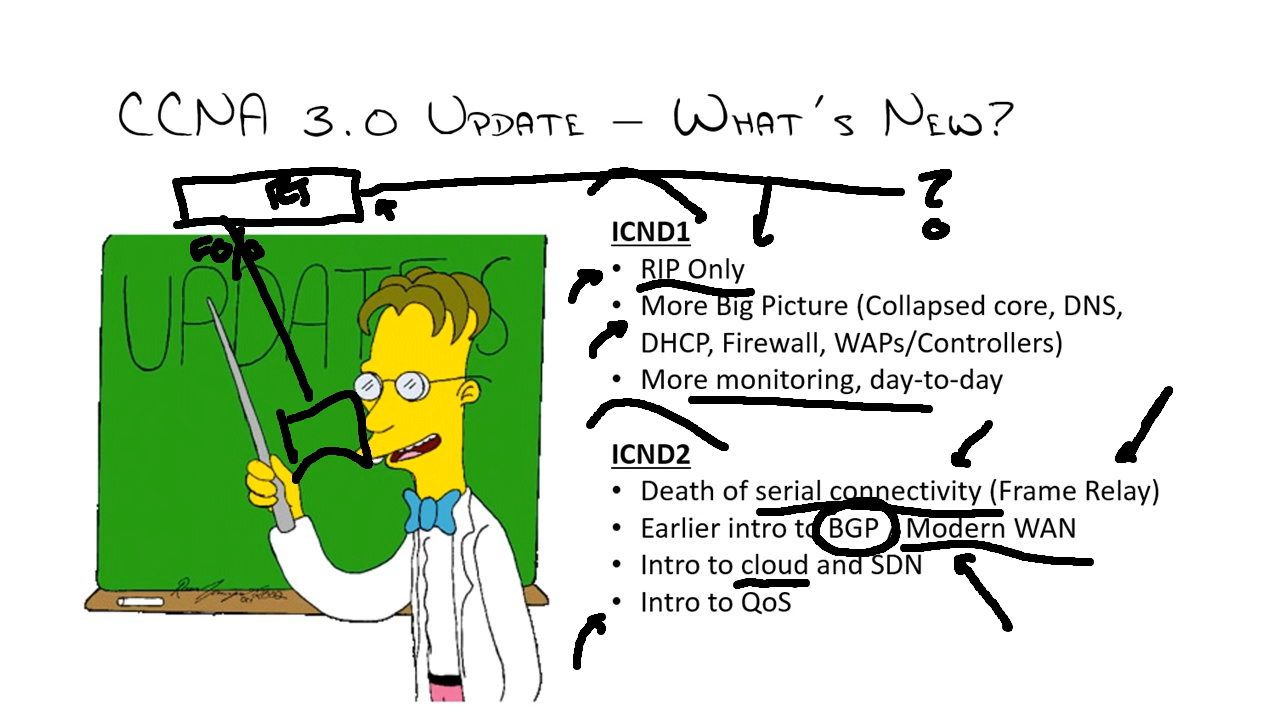 CCNA 3.0 UPDATE – WHAT'S NEW?
?
UPDATES
ICND1
• RIP Only
• More Big Picture (Collapsed core, DNS,
DHCP, Firewall, WAPs/Controllers)
• More monitoring, day-to-day
ICND2
• Death of serial connectivity (Frame Relay)
• Earlier intro to BGP Modern WAN
• Intro to cloud and SDN
• Intro to QoS